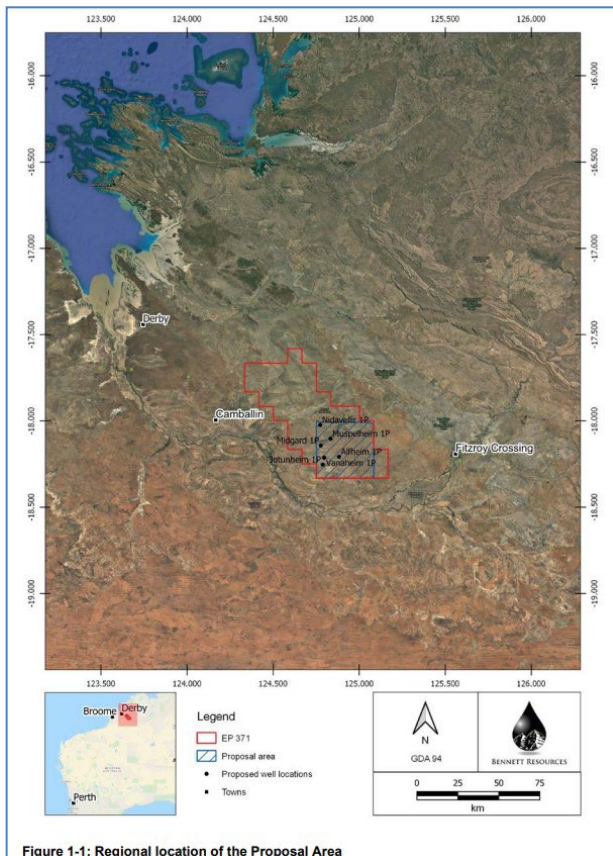 123.500 124.000 124.500 125.000 125.500 126.000
-16.000 -16.000
-16.500 -16.500
-17.000 -17.000
-17.500 -17.500
Derby
Camballin
-18.000 -18.000
Nidavellir 1P
Muspelheim 1P
Midgard 1P
Fitzroy Crossing
Alfheim 1P
Jotunheim 1P
Vanaheim 1P
-18.500 -18.500
-19.000 -19.000
123.500 124.000 124.500 125.000 125.500 126.000
Broome
Derby
Perth
Legend
EP 371
Proposal area
Proposed well locations
Towns
N
GDA 94
BENNETT RESOURCES
0 25 50 75
km
Figure 1-1: Regional location of the Proposal Area